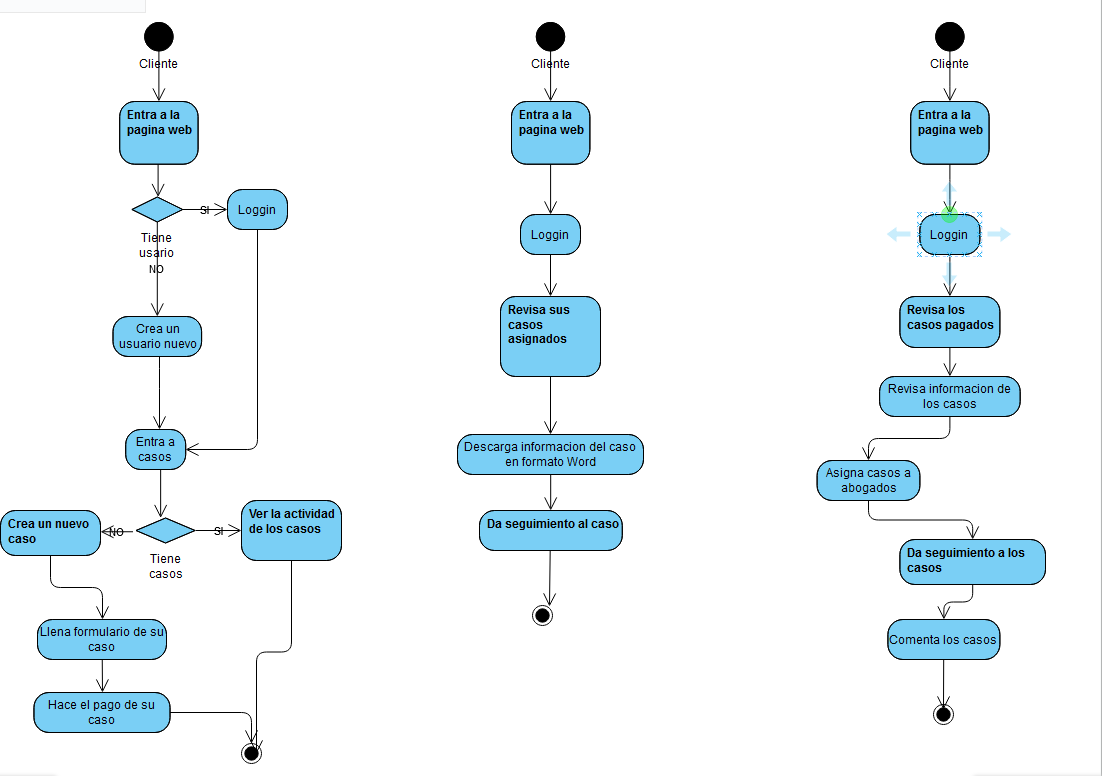 Cliente
Entra a la
pagina web
SI
Loggin
Tiene
usario
NO
Crea un
usuario nuevo
Entra a
casos
Crea un nuevo
caso
NO
SI
Ver la actividad
de los casos
Tiene
casos
Llena formulario de su
caso
Hace el pago de su
caso
Cliente
Entra a la
pagina web
Loggin
Revisa sus
casos
asignados
Descarga informacion del caso
en formato Word
Da seguimiento al caso
Cliente
Entra a la
pagina web
Loggin
Revisa los
casos pagados
Revisa informacion de
los casos
Asigna casos a
abogados
Da seguimiento a los
casos
Comenta los casos